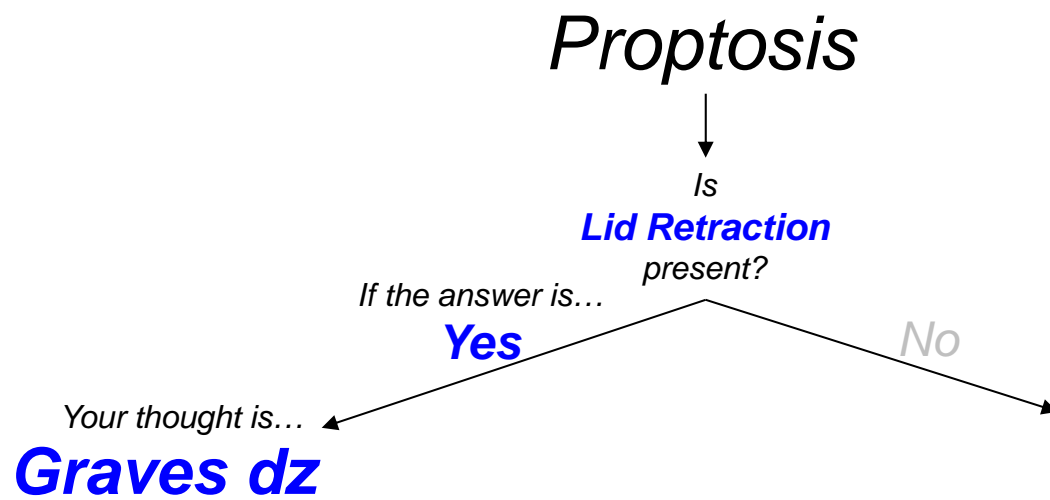 Proptosis
Is
Lid Retraction
present?
If the answer is…
Yes
No
Your thought is…
Graves dz